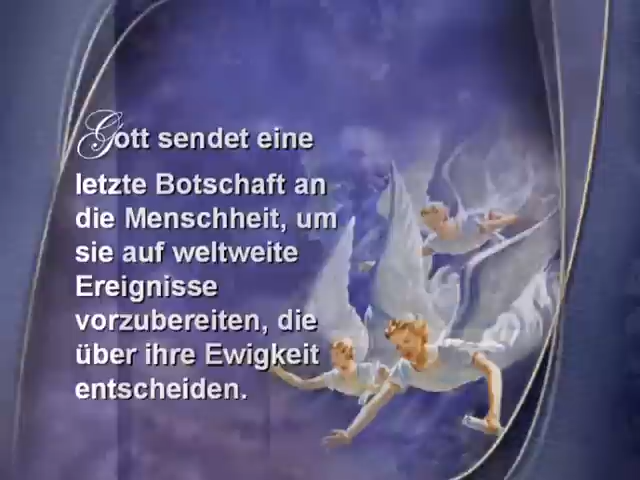 Gott sendet eine
letzte Botschaft an
die Menschheit, um
sie auf weltweite
Ereignisse
vorzubereiten, die
über ihre Ewigkeit
entscheiden.